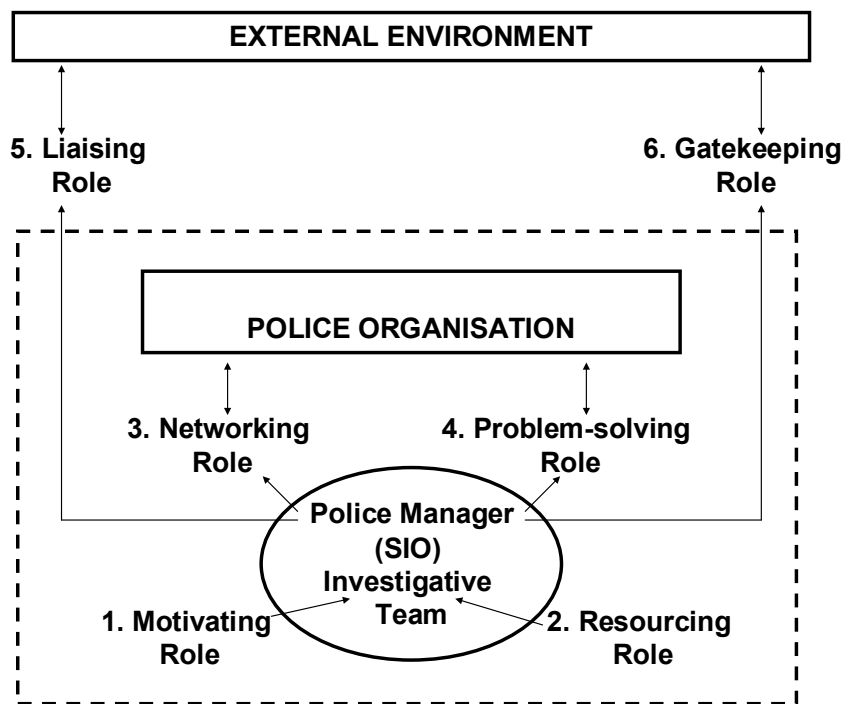 EXTERNAL ENVIRONMENT
5. Liaising
Role
6. Gatekeeping
Role
POLICE ORGANISATION
3. Networking
Role
4. Problem-solving
Role
Police Manager
(SIO)
Investigative
Team
1. Motivating
Role
2. Resourcing
Role